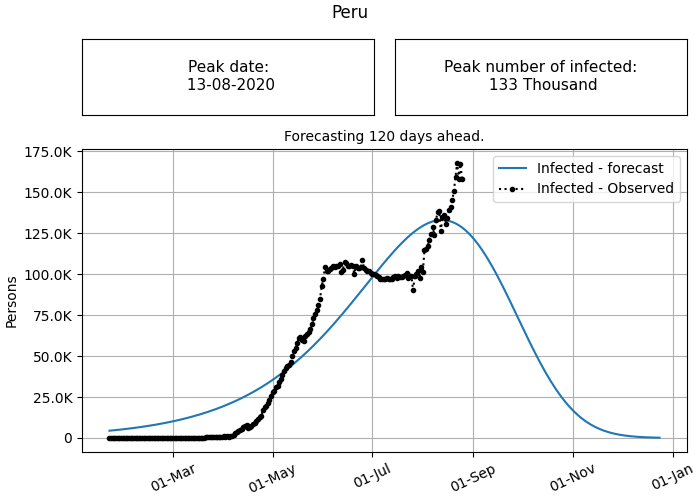 Peru
Peak date:
13-08-2020
Peak number of infected:
133 Thousand
Forecasting 120 days ahead.
175.0K
150.0K
125.0K
100.0K
75.0K
50.0K
25.0K
0
Persons
Infected - forecast
Infected - Observed
01-Mar
01-May
01-Jul
01-Sep
01-Nov
01-Jan